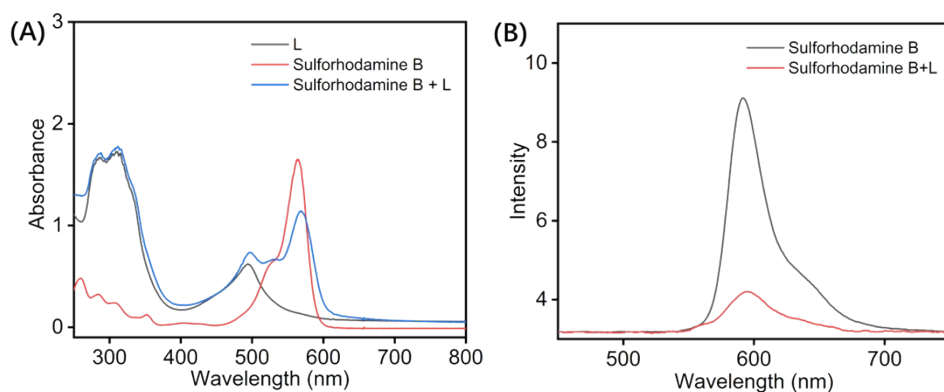 (A)
3
2
1
0
Absorbance
L
Sulforhodamine B
Sulforhodamine B + L
300 400 500 600 700 800
Wavelength (nm)
(B)
10
8
6
4
Intensity
Sulforhodamine B
Sulforhodamine B+L
500 600 700
Wavelength (nm)